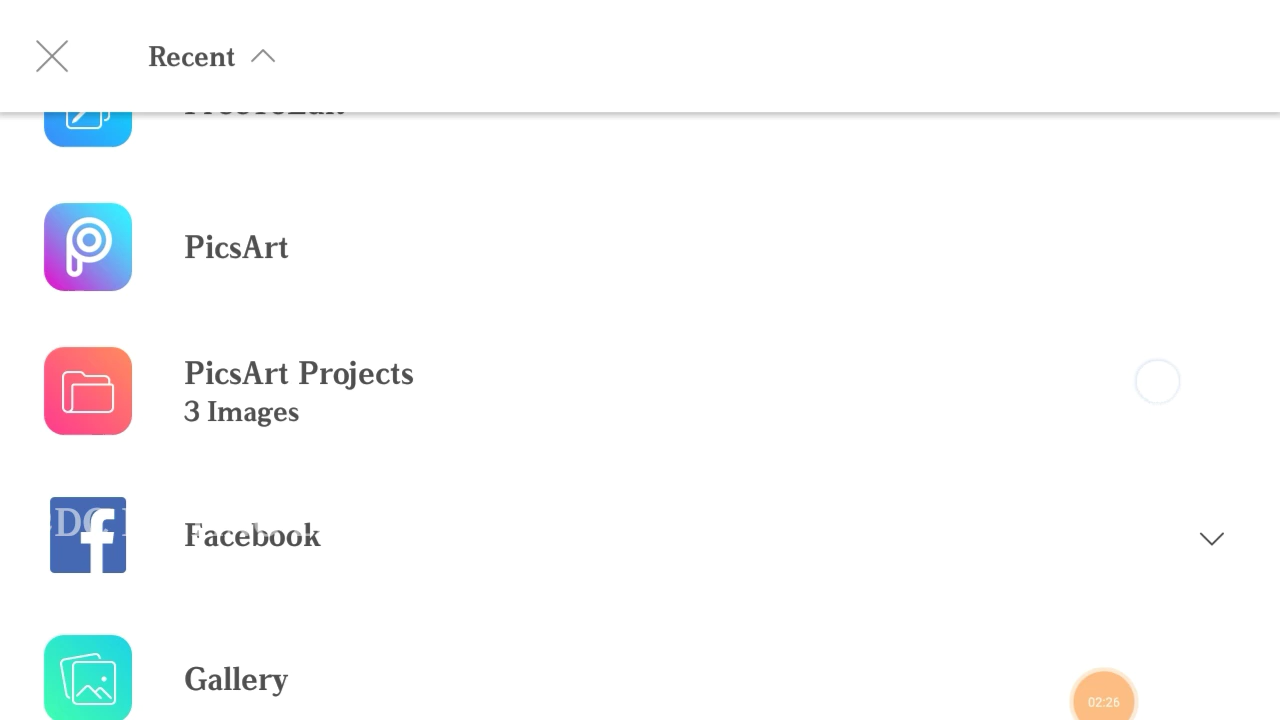 Recent
PicsArt
PicsArt Projects
3 Images
Facebook
Gallery
02:26